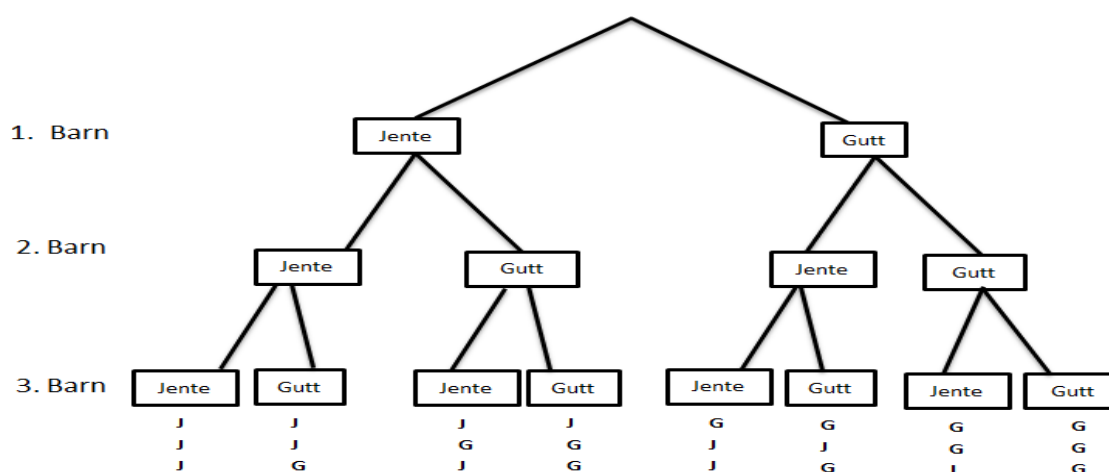 1. Barn Jente Gutt
2. Barn Jente Gutt Jente Gutt
3. Barn Jente Gutt Jente Gutt Jente Gutt Jente Gutt
J J J J G G G G
J J G G J J G G
J G J G J G J G